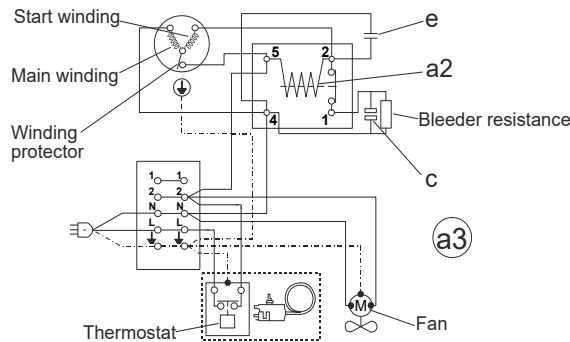 Start winding
e
5 2
a2
Main winding
4 1
Bleeder resistance
Winding
protector
c
1 1
2 2
N N
L L
a3
M
Fan
Thermostat